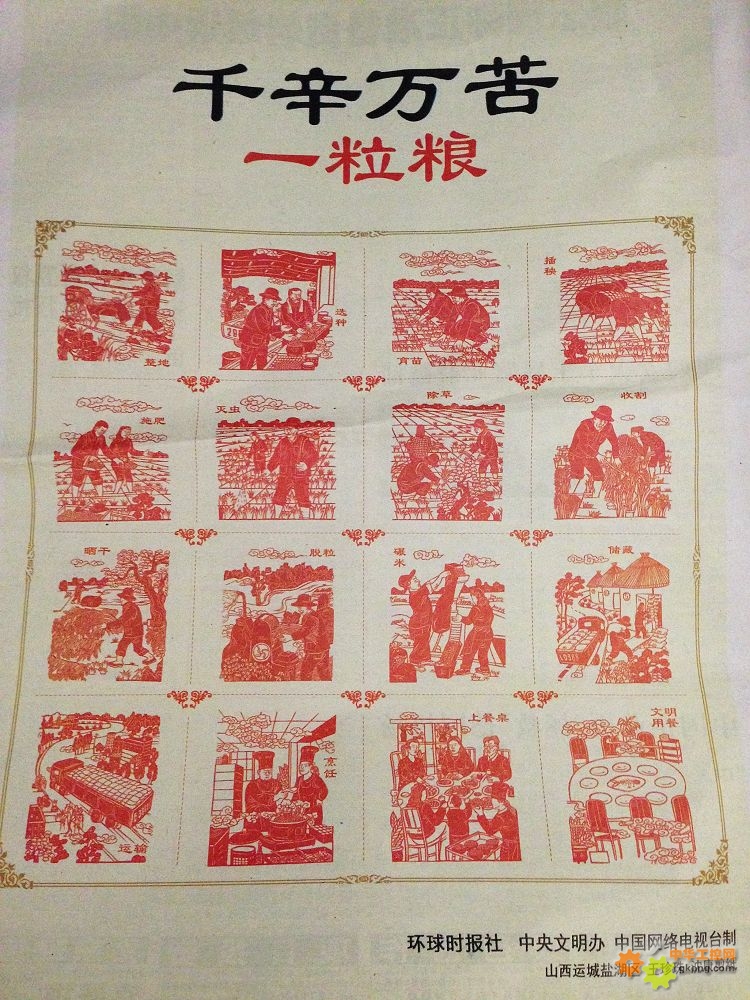 千辛万苦
一粒粮
整地
选种
育苗
插秧
施肥
灭虫
除草
收割
晒干
脱粒
碾米
储藏
运输
烹饪
上餐桌
文明
用餐
环球时报社 中央文明办 中国网络电视台制
山西运城盐湖区
gkong.com